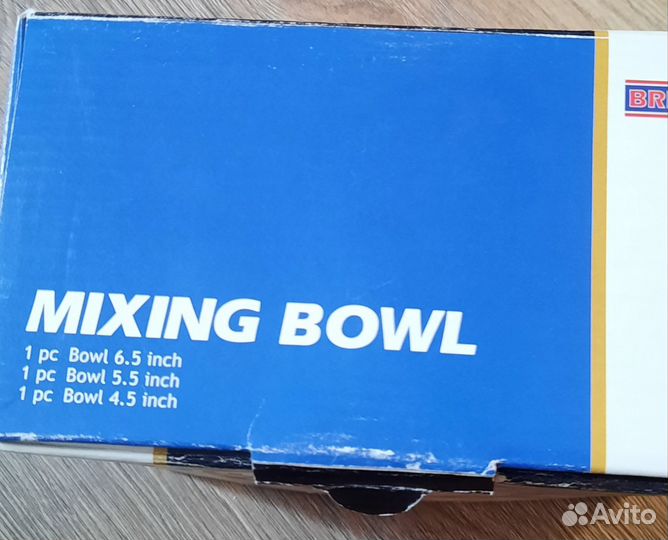 MIXING BOWL
1 pc Bowl 6.5 inch
1 pc Bowl 5.5 inch
1 pc Bowl 4.5 inch
Avito